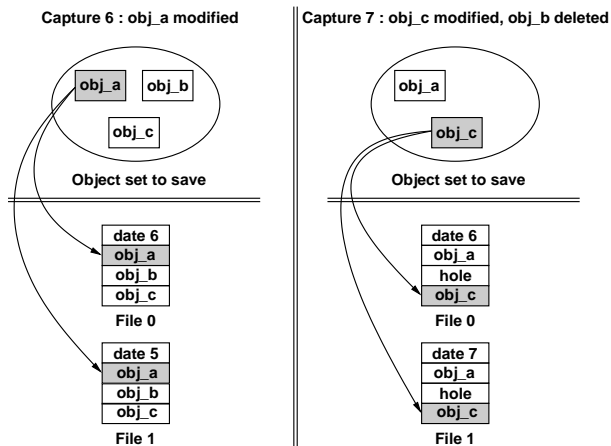 Capture 6 : obj_a modified
obj_a
obj_b
obj_c
Object set to save
date 6
obj_a
obj_b
obj_c
File 0
date 5
obj_a
obj_b
obj_c
File 1
Capture 7 : obj_c modified, obj_b deleted
obj_a
obj_c
Object set to save
date 6
obj_a
hole
obj_c
File 0
date 7
obj_a
hole
obj_c
File 1